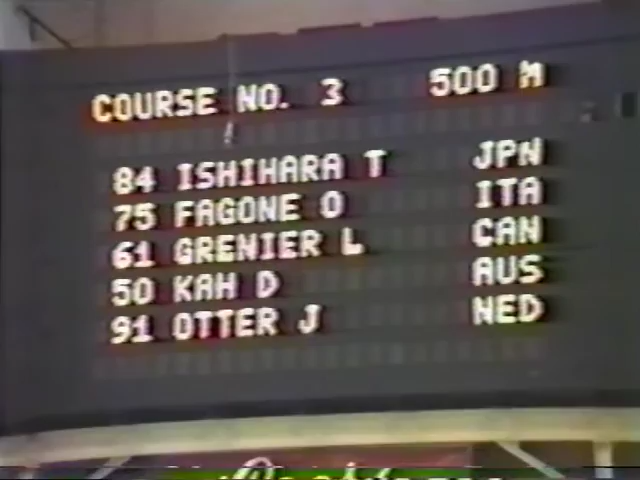 COURSE NO. 3 500 M
84 ISHIHARA T JPN
75 FAGONE O ITA
61 GRENIER L CAN
50 KAH D AUS
91 OTTER J NED